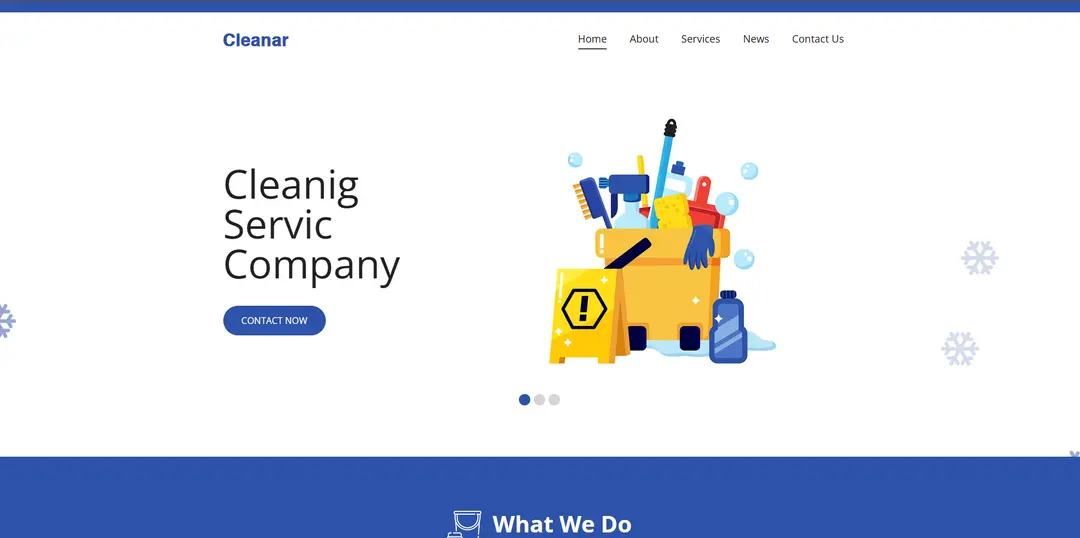 Cleanar
Home About Services News Contact Us
Cleanig
Servic
Company
CONTACT NOW
What We Do